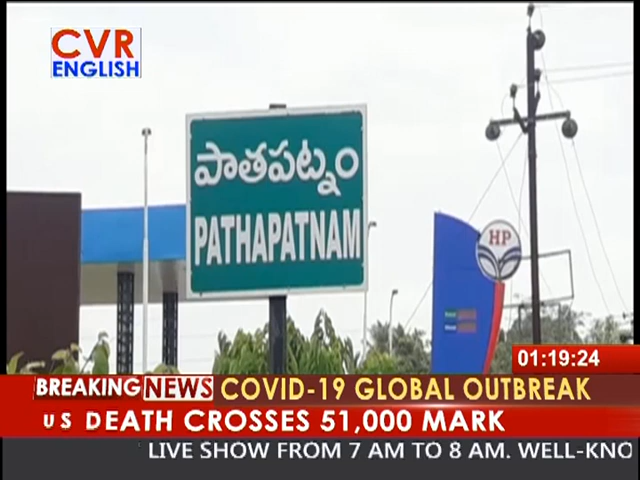 CVR
ENGLISH
పాతపట్నం
PATHAPATNAM
HP
01:19:24
BREAKING NEWS COVID-19 GLOBAL OUTBREAK
US DEATH CROSSES 51,000 MARK
LIVE SHOW FROM 7 AM TO 8 AM. WELL-KNO